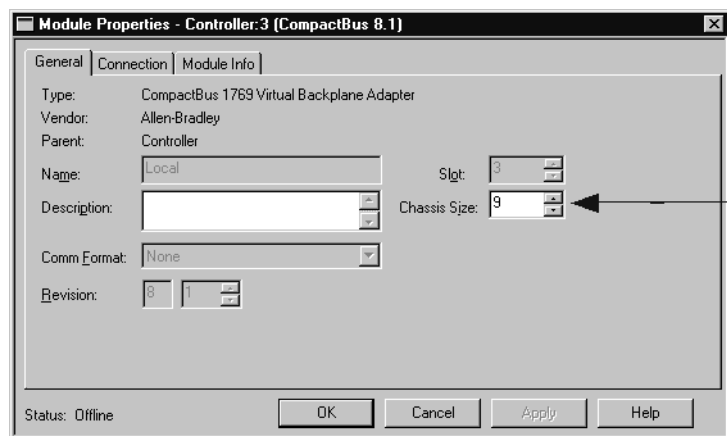 Module Properties - Controller:3 (CompactBus 8.1)
General Connection Module Info
Type: CompactBus 1769 Virtual Backplane Adapter
Vendor: Allen-Bradley
Parent: Controller
Name: Local Slot: 3
Description: Chassis Size: 9
Comm Format: None
Revision: 8 1
Status: Offline OK Cancel Apply Help